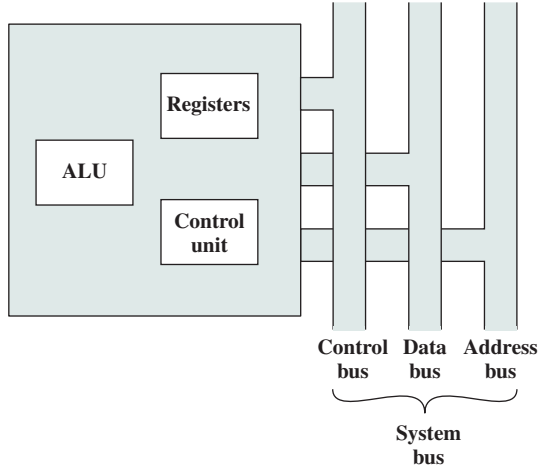 Registers
ALU
Control
unit
Control
bus
Data
bus
Address
bus
System
bus